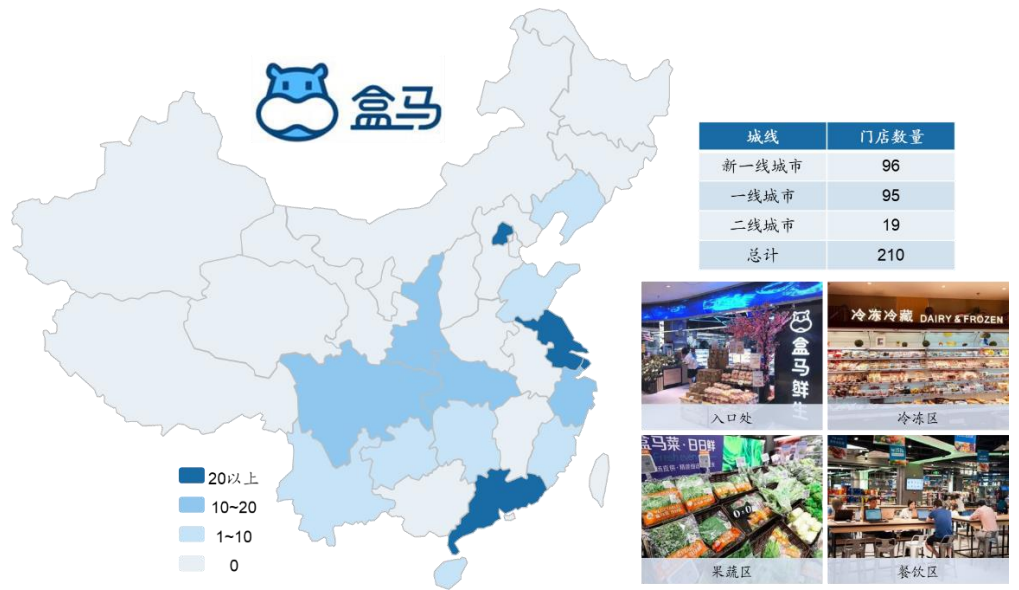 盒马
城线 门店数量
新一线城市 96
一线城市 95
二线城市 19
总计 210
20以上
10~20
1~10
0
盒马鲜生
入口处
冷冻冷藏 DAIRY & FROZEN
冷冻区
盒马菜·日日鲜
果蔬区
餐饮区